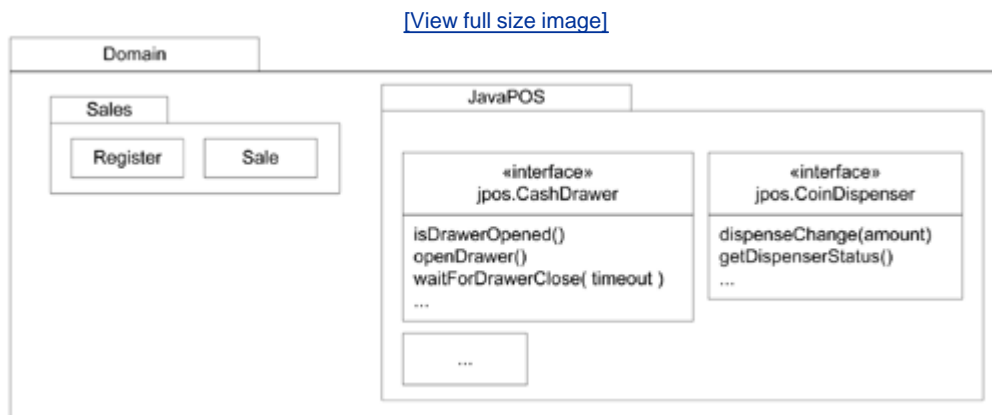 [View full size image]
Domain
Sales
Register
Sale
JavaPOS
«interface»
jpos.CashDrawer
isDrawerOpened()
openDrawer()
waitForDrawerClose( timeout )
...
«interface»
jpos.CoinDispenser
dispenseChange(amount)
getDispenserStatus()
...
...